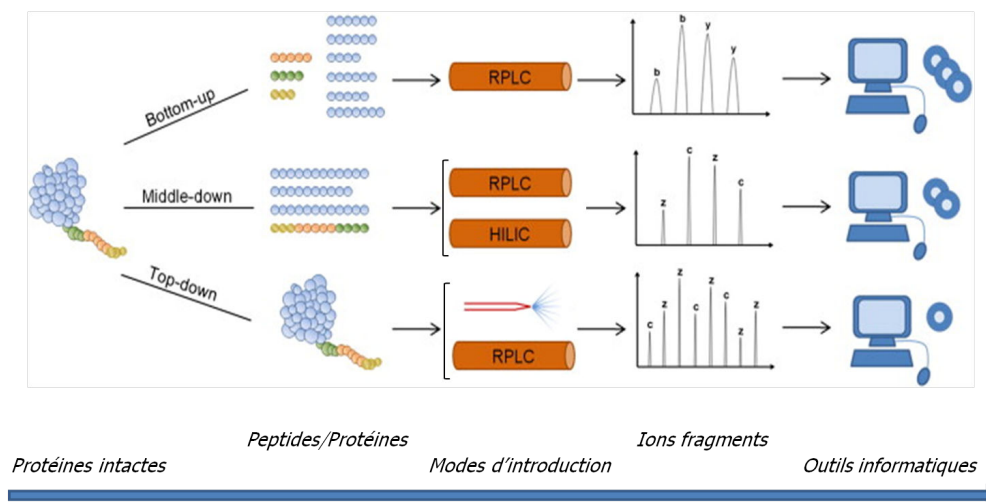 Bottom-up
RPLC
b
b
y
y
Middle-down
RPLC
HILIC
z
c
z
c
Top-down
RPLC
c
z
z
c
z
c
z
z
Peptides/Protéines
Ions fragments
Protéines intactes
Modes d’introduction
Outils informatiques